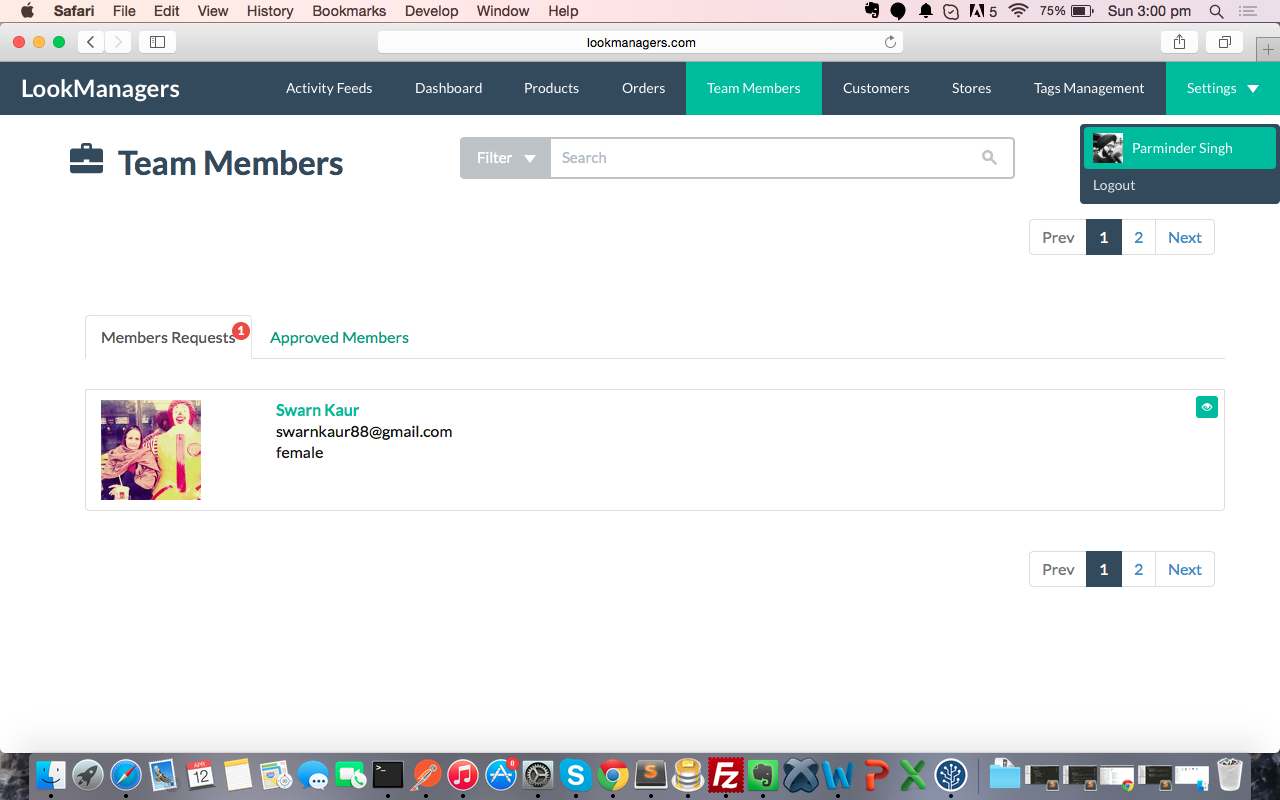 Safari File Edit View History Bookmarks Develop Window Help 5 75% Sun 3:00 pm
lookmanagers.com
LookManagers Activity Feeds Dashboard Products Orders Team Members Customers Stores Tags Management Settings
Team Members Filter Search
Parminder Singh
Logout
Prev 1 2 Next
Members Requests 1 Approved Members
Swarn Kaur
swarnkaur88@gmail.com
female
Prev 1 2 Next
APR
12
8